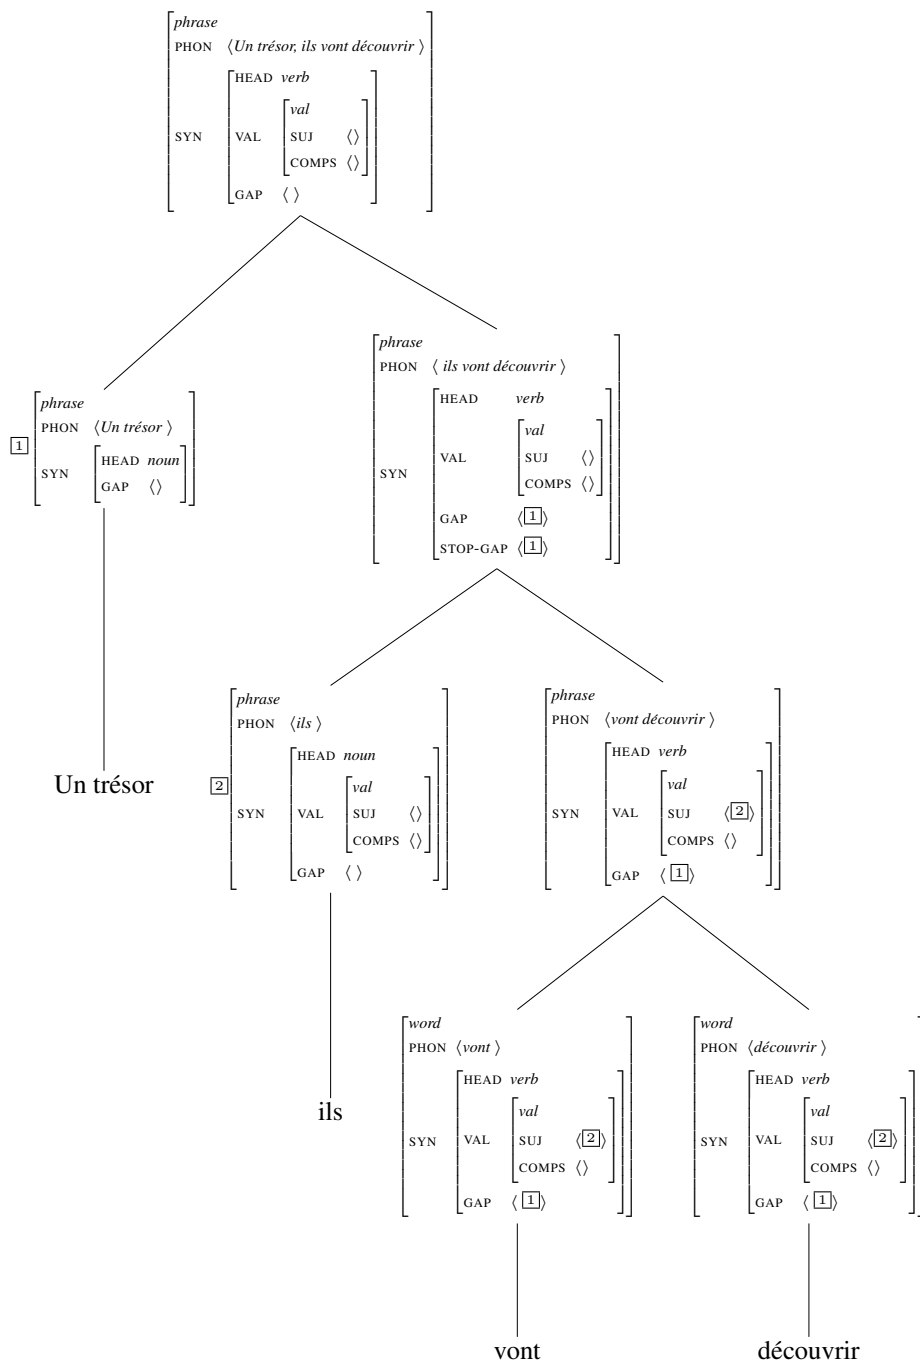 phrase
PHON ⟨Un trésor, ils vont découvrir ⟩
HEAD verb
val
SYN VAL SUJ ⟨⟩
COMPS ⟨⟩
GAP ⟨ ⟩
phrase
PHON ⟨ ils vont découvrir ⟩
HEAD verb
val
SYN VAL SUJ ⟨⟩
COMPS ⟨⟩
GAP ⟨1⟩
STOP-GAP ⟨1⟩
1
phrase
PHON ⟨Un trésor ⟩
SYN HEAD noun
GAP ⟨⟩
Un trésor
2
phrase
PHON ⟨ils ⟩
HEAD noun
val
SYN VAL SUJ ⟨⟩
COMPS ⟨⟩
GAP ⟨ ⟩
phrase
PHON ⟨vont découvrir ⟩
HEAD verb
val
SYN VAL SUJ ⟨2⟩
COMPS ⟨⟩
GAP ⟨ 1⟩
ils
word
PHON ⟨vont ⟩
HEAD verb
val
SYN VAL SUJ ⟨2⟩
COMPS ⟨⟩
GAP ⟨ 1⟩
word
PHON ⟨découvrir ⟩
HEAD verb
val
SYN VAL SUJ ⟨2⟩
COMPS ⟨⟩
GAP ⟨ 1⟩
vont
découvrir